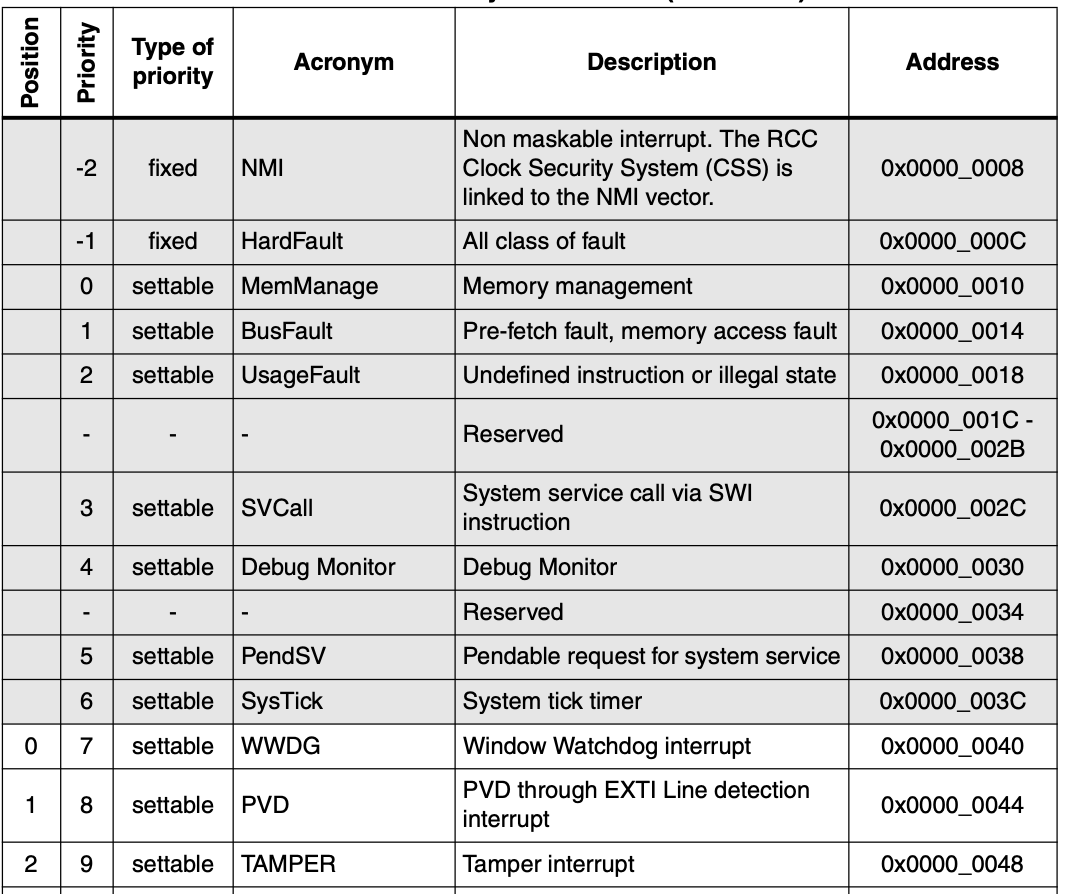 Position Priority Type of priority Acronym Description Address
-2 fixed NMI Non maskable interrupt. The RCC Clock Security System (CSS) is linked to the NMI vector. 0x0000_0008
-1 fixed HardFault All class of fault 0x0000_000C
0 settable MemManage Memory management 0x0000_0010
1 settable BusFault Pre-fetch fault, memory access fault 0x0000_0014
2 settable UsageFault Undefined instruction or illegal state 0x0000_0018
- - - Reserved 0x0000_001C - 0x0000_002B
3 settable SVCall System service call via SWI instruction 0x0000_002C
4 settable Debug Monitor Debug Monitor 0x0000_0030
- - - Reserved 0x0000_0034
5 settable PendSV Pendable request for system service 0x0000_0038
6 settable SysTick System tick timer 0x0000_003C
0 7 settable WWDG Window Watchdog interrupt 0x0000_0040
1 8 settable PVD PVD through EXTI Line detection interrupt 0x0000_0044
2 9 settable TAMPER Tamper interrupt 0x0000_0048